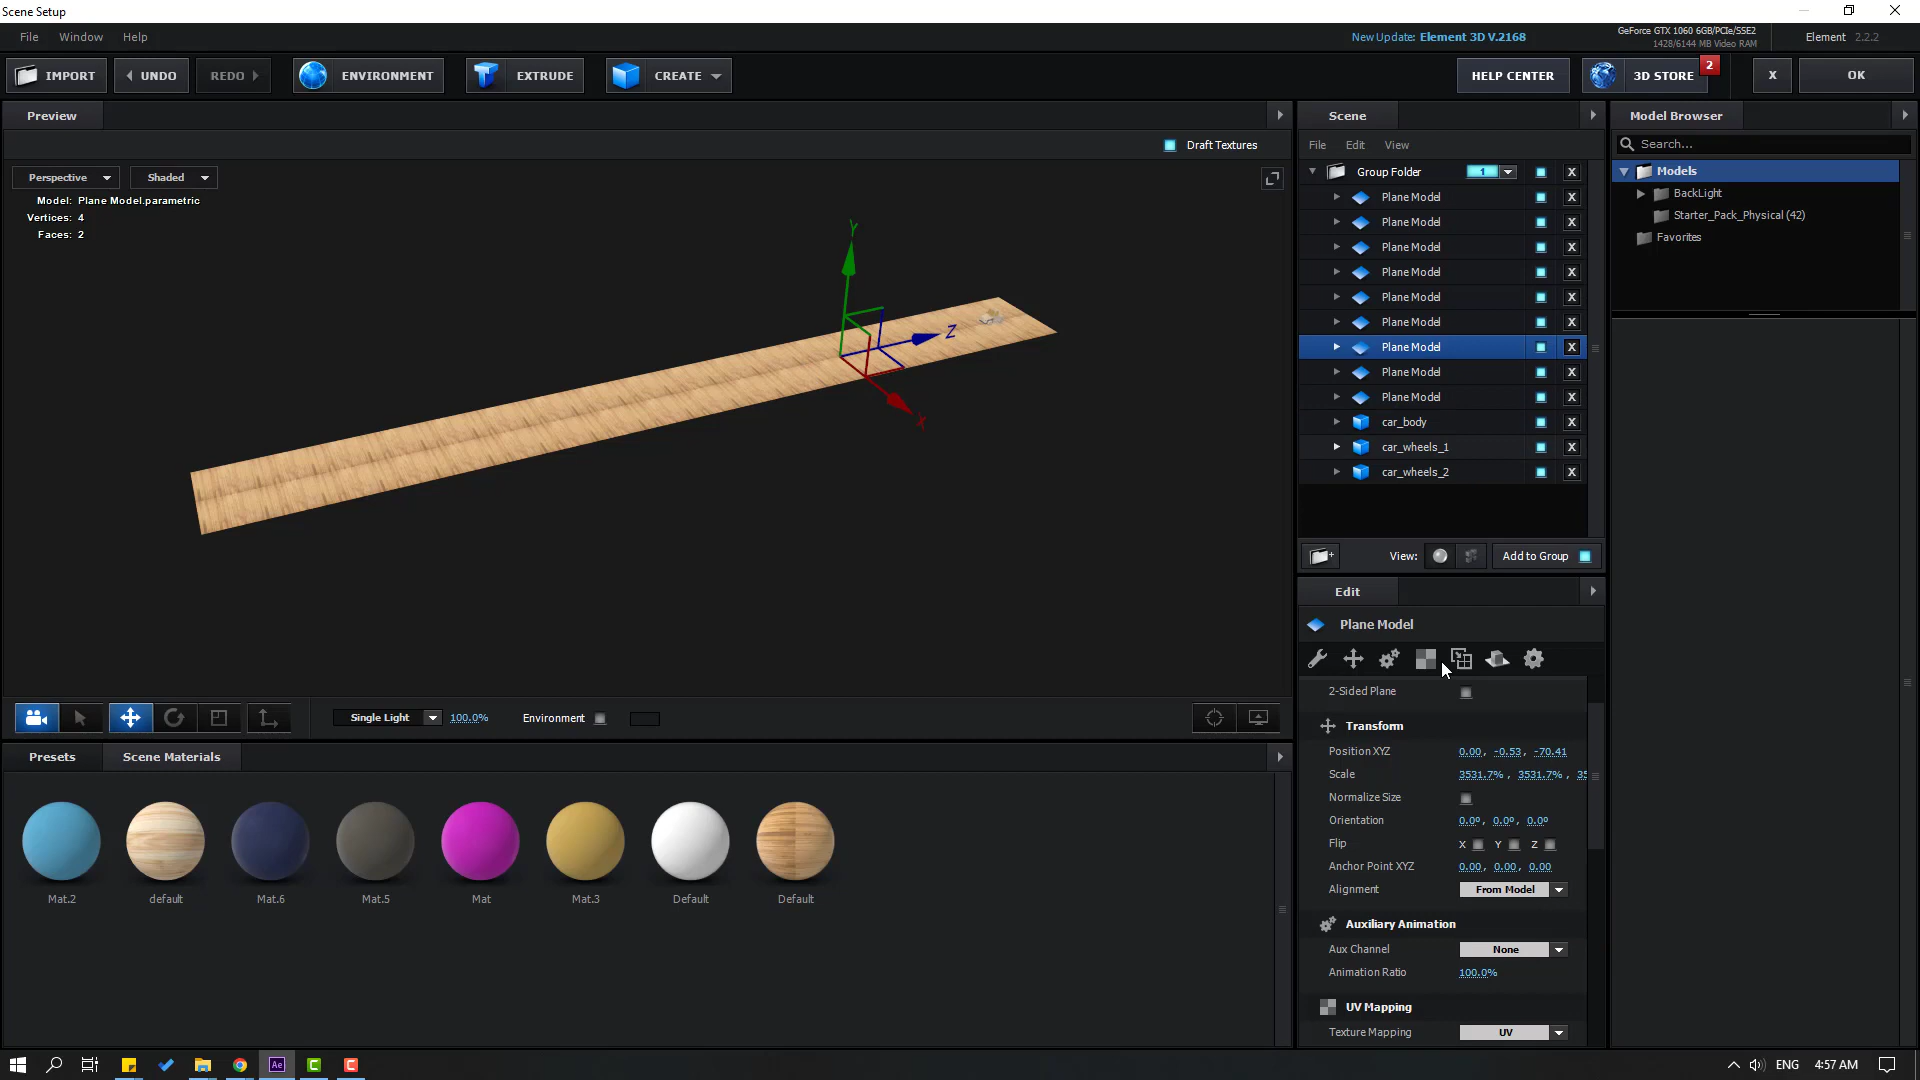 Scene Setup
File Window Help
New Update: Element 3D V.2168
GeForce GTX 1060 6GB/PCIe/SSE2
1428/6144 MB Video RAM
Element 2.2.2
IMPORT UNDO REDO ENVIRONMENT EXTRUDE CREATE HELP CENTER 3D STORE 2 X OK
Preview
Draft Textures
Perspective Shaded
Model: Plane Model.parametric
Vertices: 4
Faces: 2
Y
Z
X
Single Light 100.0% Environment
Presets Scene Materials
Mat.2 default Mat.6 Mat.5 Mat Mat.3 Default Default
Scene
File Edit View
Group Folder 1 X
Plane Model X
Plane Model X
Plane Model X
Plane Model X
Plane Model X
Plane Model X
Plane Model X
Plane Model X
Plane Model X
car_body X
car_wheels_1 X
car_wheels_2 X
View: Add to Group
Edit
Plane Model
2-Sided Plane
Transform
Position XYZ 0.00, -0.53, -70.41
Scale 3531.7%, 3531.7%, 35
Normalize Size
Orientation 0.0º, 0.0º, 0.0º
Flip X Y Z
Anchor Point XYZ 0.00, 0.00, 0.00
Alignment From Model
Auxiliary Animation
Aux Channel None
Animation Ratio 100.0%
UV Mapping
Texture Mapping UV
Model Browser
Search...
Models
BackLight
Starter_Pack_Physical (42)
Favorites
Ae C C ENG 4:57 AM